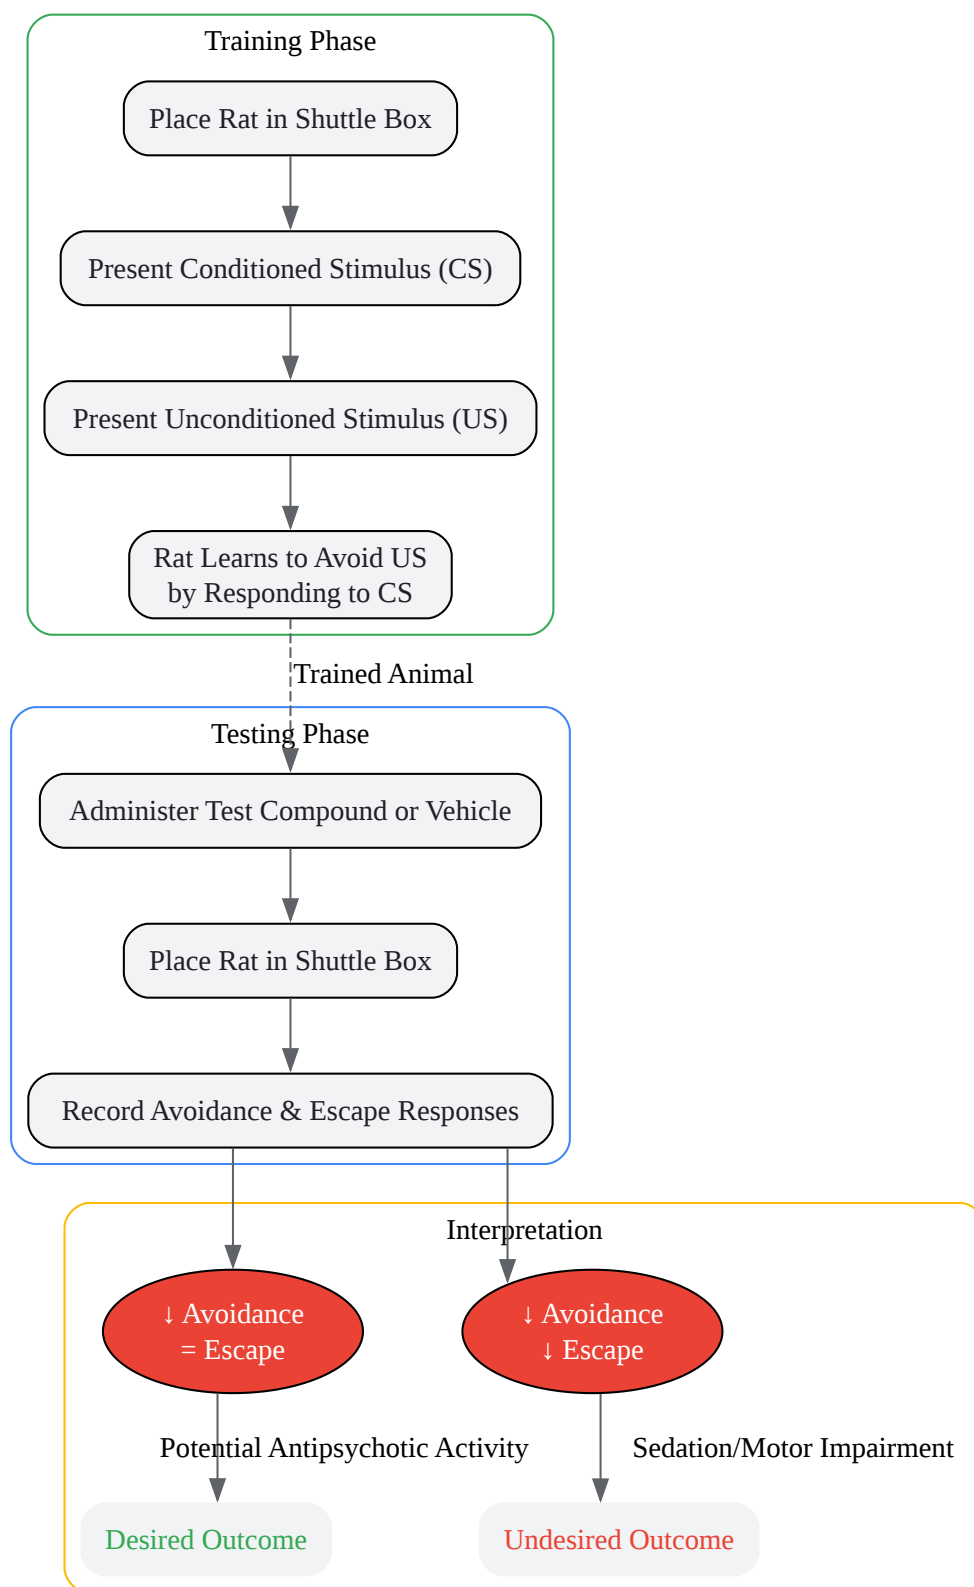 Training Phase
Place Rat in Shuttle Box
Present Conditioned Stimulus (CS)
Present Unconditioned Stimulus (US)
Rat Learns to Avoid US
by Responding to CS
Trained Animal
Testing Phase
Administer Test Compound or Vehicle
Place Rat in Shuttle Box
Record Avoidance & Escape Responses
Interpretation
↓ Avoidance
= Escape
↓ Avoidance
↓ Escape
Potential Antipsychotic Activity
Sedation/Motor Impairment
Desired Outcome
Undesired Outcome